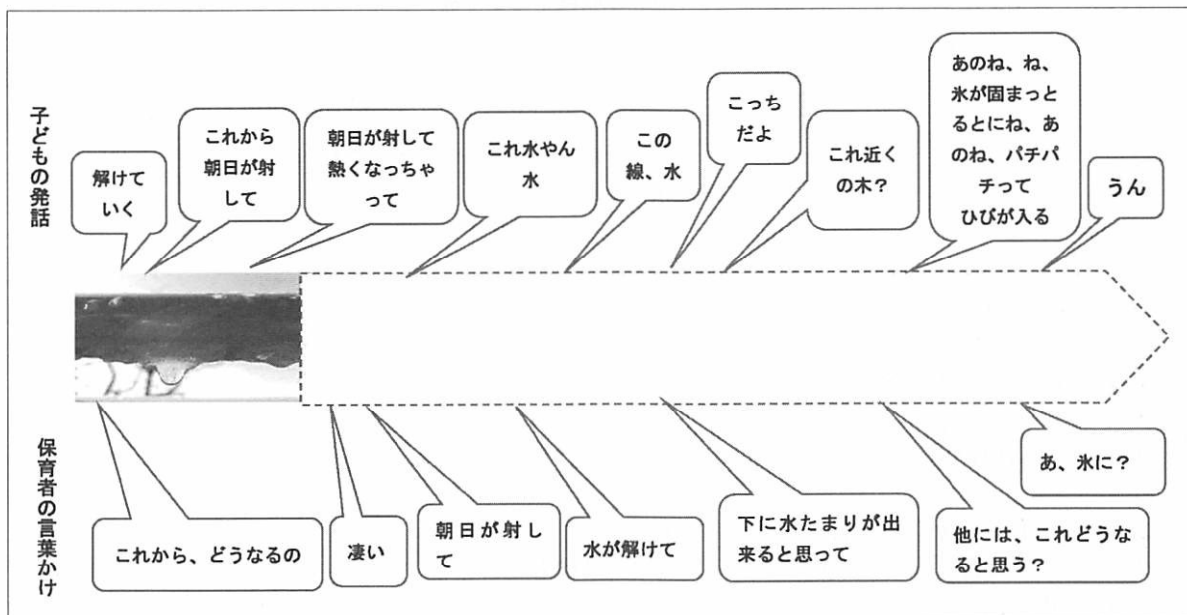 子どもの発話
解けて
いく
これから
朝日が射
して
朝日が射して
熱くなっちゃ
って
これ水やん
水
この
線、水
こっち
だよ
これ近く
の木?
あのね、ね、
氷が固まっと
るとにね、あ
のね、パチパ
チって
ひびが入る
うん
保育者の言葉かけ
これから、どうなるの
凄い
朝日が射し
て
水が解けて
下に水たまりが出
来ると思って
他には、これどうな
ると思う?
あ、氷に?